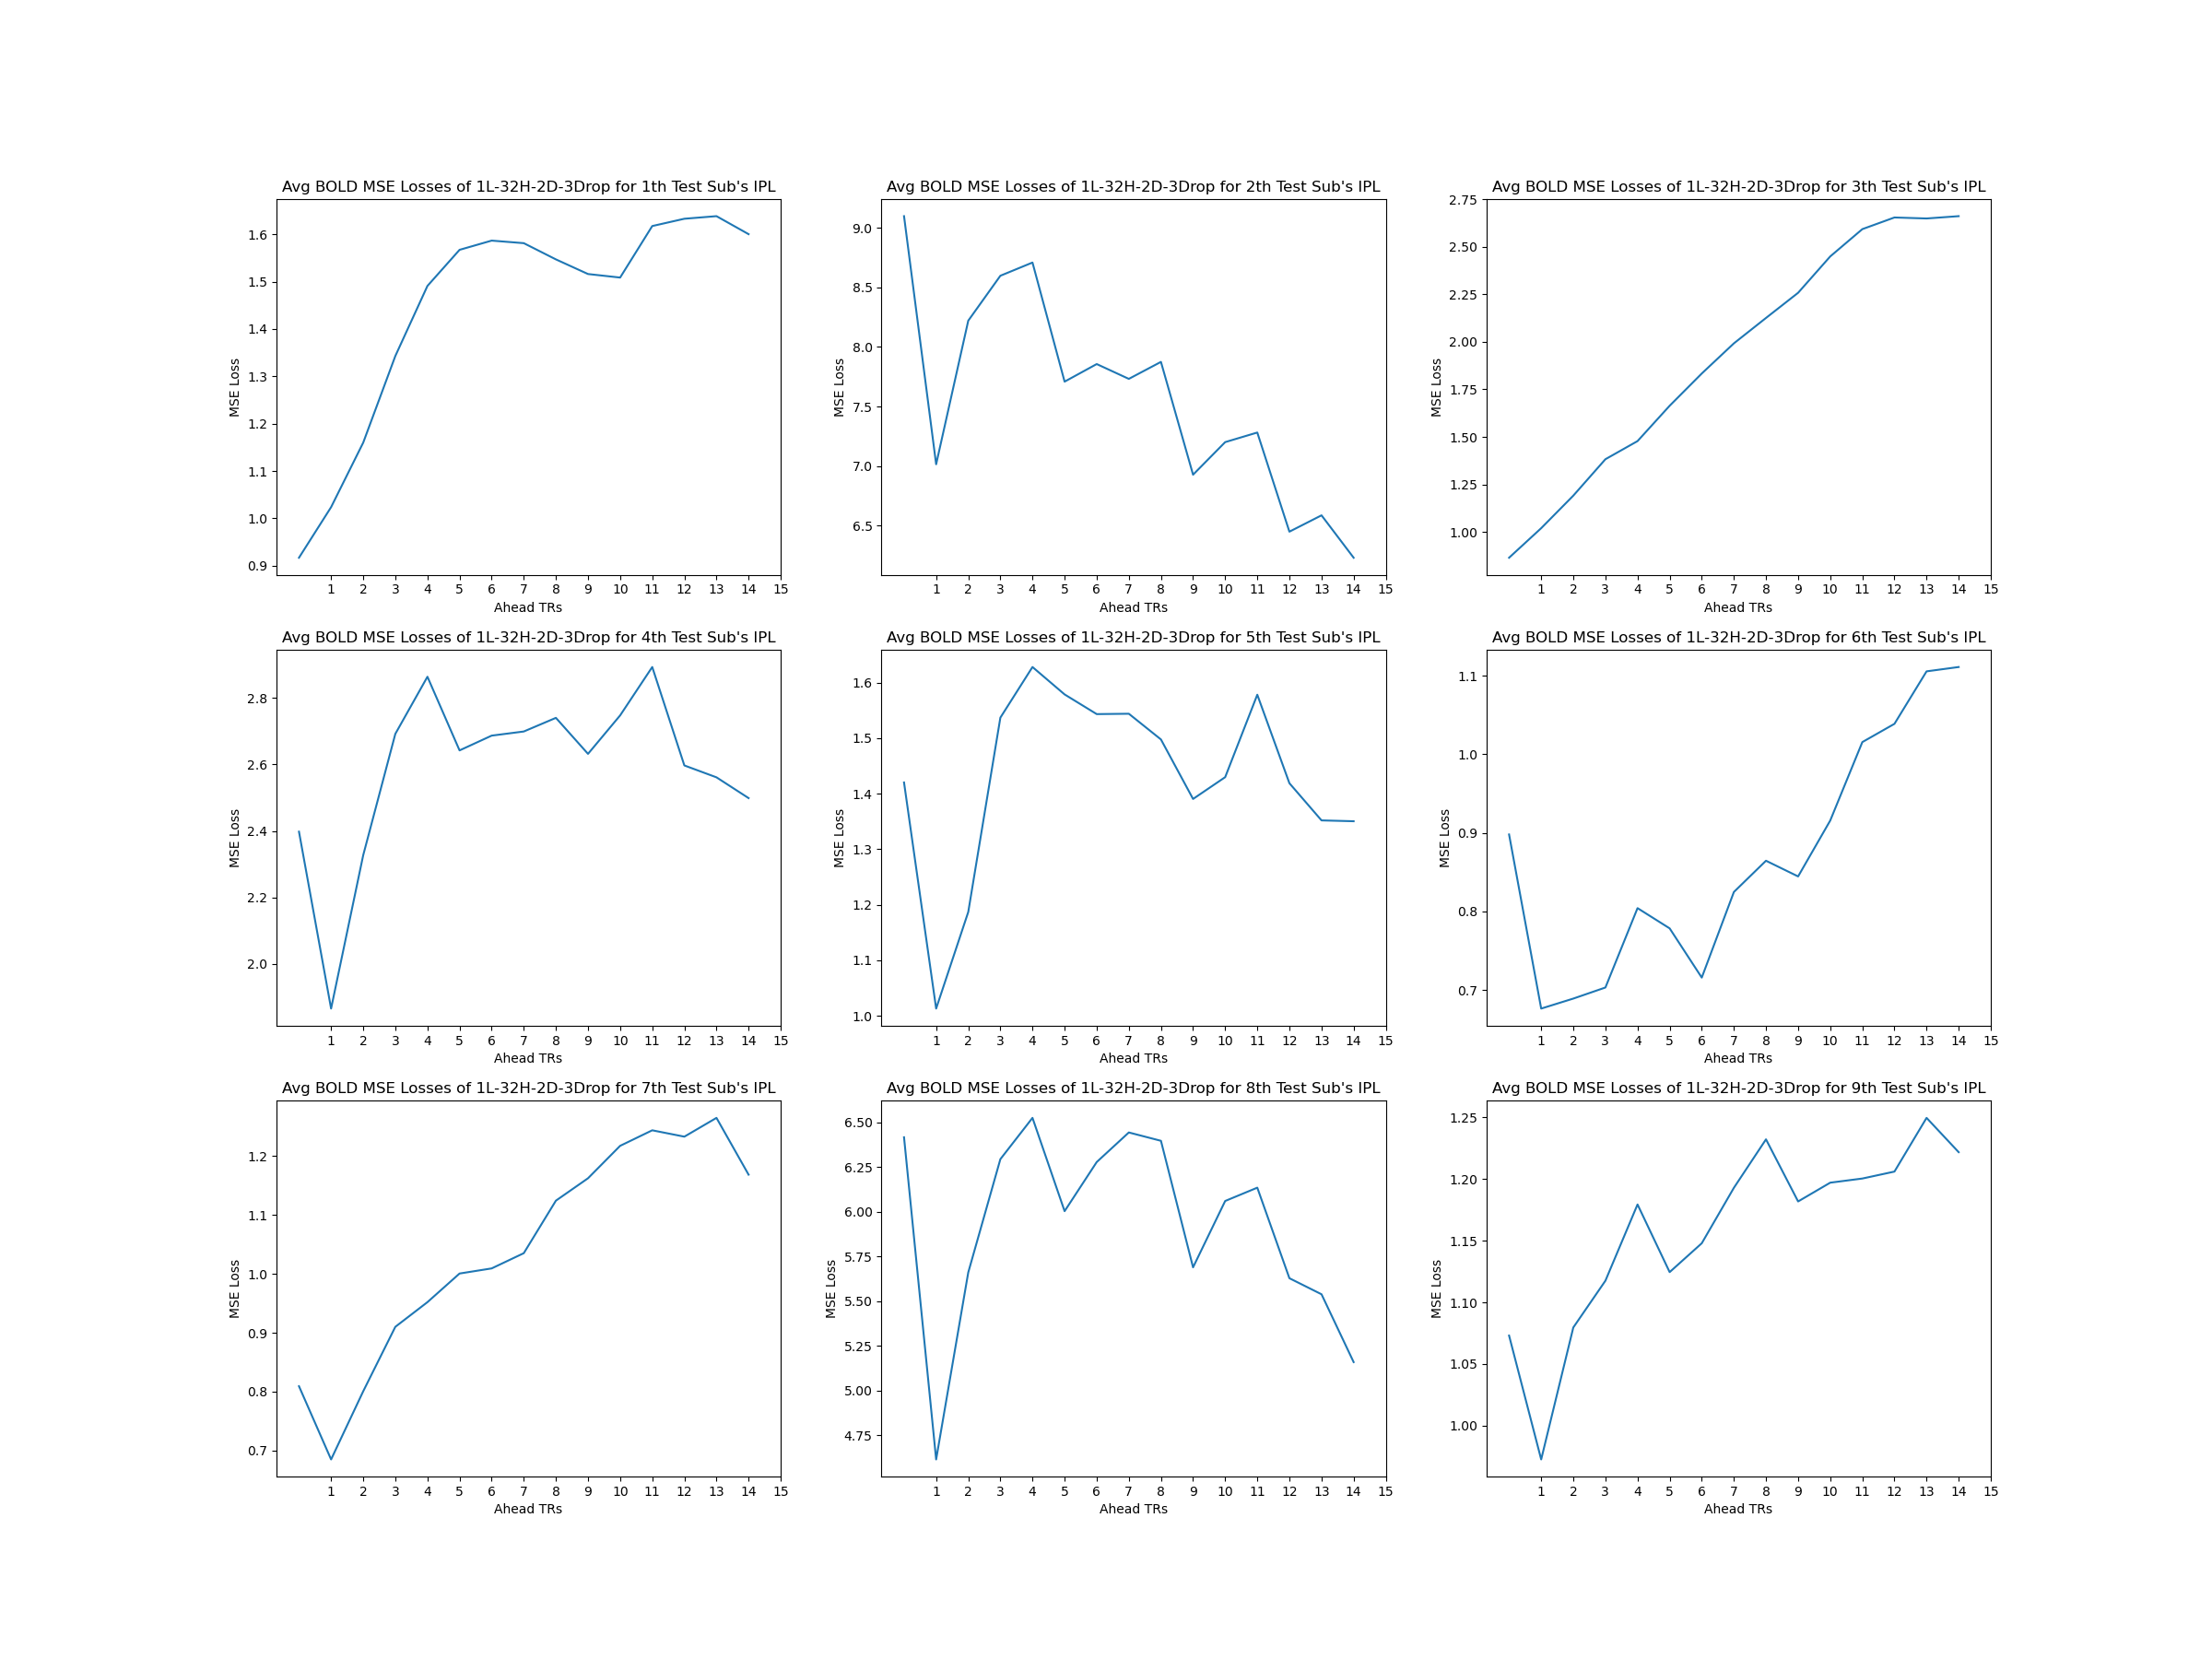 Avg BOLD MSE Losses of 1L-32H-2D-3Drop for 1th Test Sub's IPL
MSE Loss
1.6
1.5
1.4
1.3
1.2
1.1
1.0
0.9
1 2 3 4 5 6 7 8 9 10 11 12 13 14 15
Ahead TRs
Avg BOLD MSE Losses of 1L-32H-2D-3Drop for 2th Test Sub's IPL
MSE Loss
9.0
8.5
8.0
7.5
7.0
6.5
1 2 3 4 5 6 7 8 9 10 11 12 13 14 15
Ahead TRs
Avg BOLD MSE Losses of 1L-32H-2D-3Drop for 3th Test Sub's IPL
MSE Loss
2.75
2.50
2.25
2.00
1.75
1.50
1.25
1.00
1 2 3 4 5 6 7 8 9 10 11 12 13 14 15
Ahead TRs
Avg BOLD MSE Losses of 1L-32H-2D-3Drop for 4th Test Sub's IPL
MSE Loss
2.8
2.6
2.4
2.2
2.0
1 2 3 4 5 6 7 8 9 10 11 12 13 14 15
Ahead TRs
Avg BOLD MSE Losses of 1L-32H-2D-3Drop for 5th Test Sub's IPL
MSE Loss
1.6
1.5
1.4
1.3
1.2
1.1
1.0
1 2 3 4 5 6 7 8 9 10 11 12 13 14 15
Ahead TRs
Avg BOLD MSE Losses of 1L-32H-2D-3Drop for 6th Test Sub's IPL
MSE Loss
1.1
1.0
0.9
0.8
0.7
1 2 3 4 5 6 7 8 9 10 11 12 13 14 15
Ahead TRs
Avg BOLD MSE Losses of 1L-32H-2D-3Drop for 7th Test Sub's IPL
MSE Loss
1.2
1.1
1.0
0.9
0.8
0.7
1 2 3 4 5 6 7 8 9 10 11 12 13 14 15
Ahead TRs
Avg BOLD MSE Losses of 1L-32H-2D-3Drop for 8th Test Sub's IPL
MSE Loss
6.50
6.25
6.00
5.75
5.50
5.25
5.00
4.75
1 2 3 4 5 6 7 8 9 10 11 12 13 14 15
Ahead TRs
Avg BOLD MSE Losses of 1L-32H-2D-3Drop for 9th Test Sub's IPL
MSE Loss
1.25
1.20
1.15
1.10
1.05
1.00
1 2 3 4 5 6 7 8 9 10 11 12 13 14 15
Ahead TRs